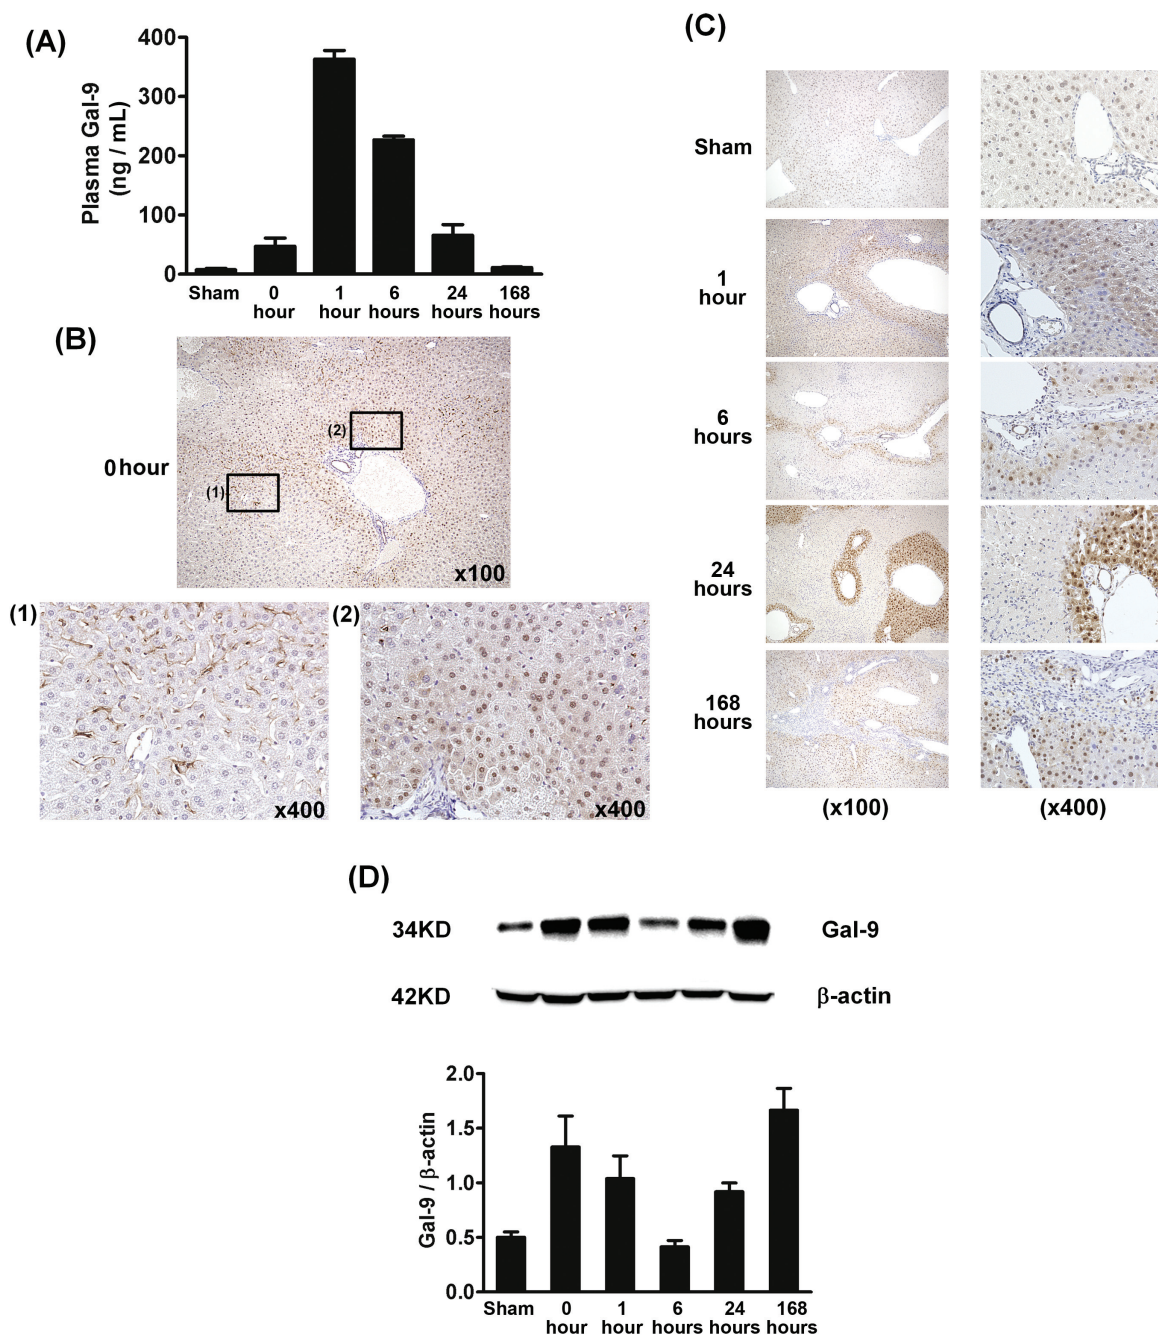 (A)
Plasma Gal-9
(ng / mL)
400
300
200
100
0
Sham
0
hour
1
hour
6
hours
24
hours
168
hours
(B)
0 hour
(1)
(2)
x100
(1)
x400
(2)
x400
(C)
Sham
1
hour
6
hours
24
hours
168
hours
(x100)
(x400)
(D)
34KD
Gal-9
42KD
β-actin
Gal-9 / β-actin
2.0
1.5
1.0
0.5
0.0
Sham
0
hour
1
hour
6
hours
24
hours
168
hours